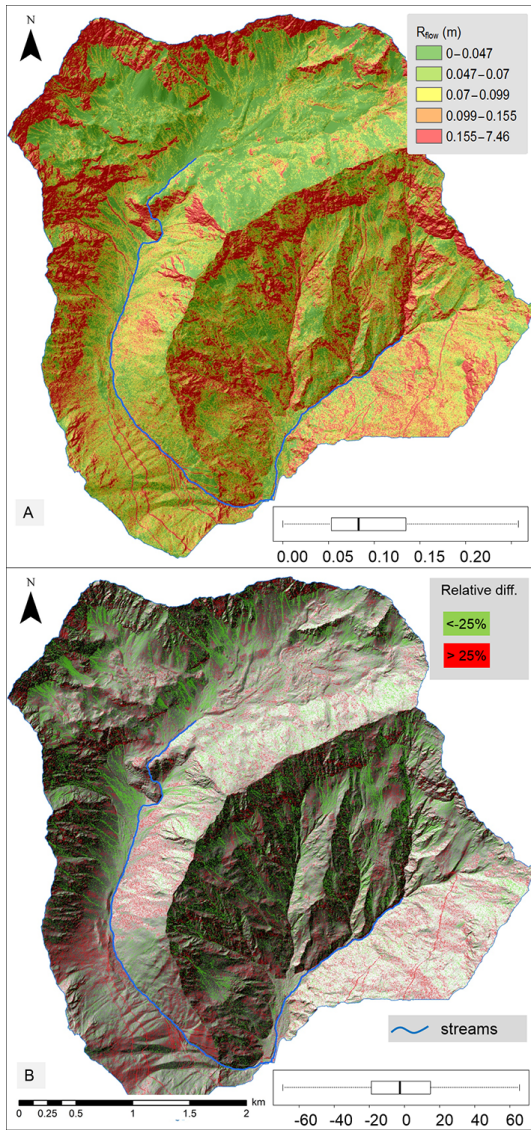 N
R_flow (m)
0–0.047
0.047–0.07
0.07–0.099
0.099–0.155
0.155–7.46
A
0.00 0.05 0.10 0.15 0.20
N
Relative diff.
<-25%
> 25%
streams
B
km
0 0.25 0.5 1 1.5 2
-60 -40 -20 0 20 40 60